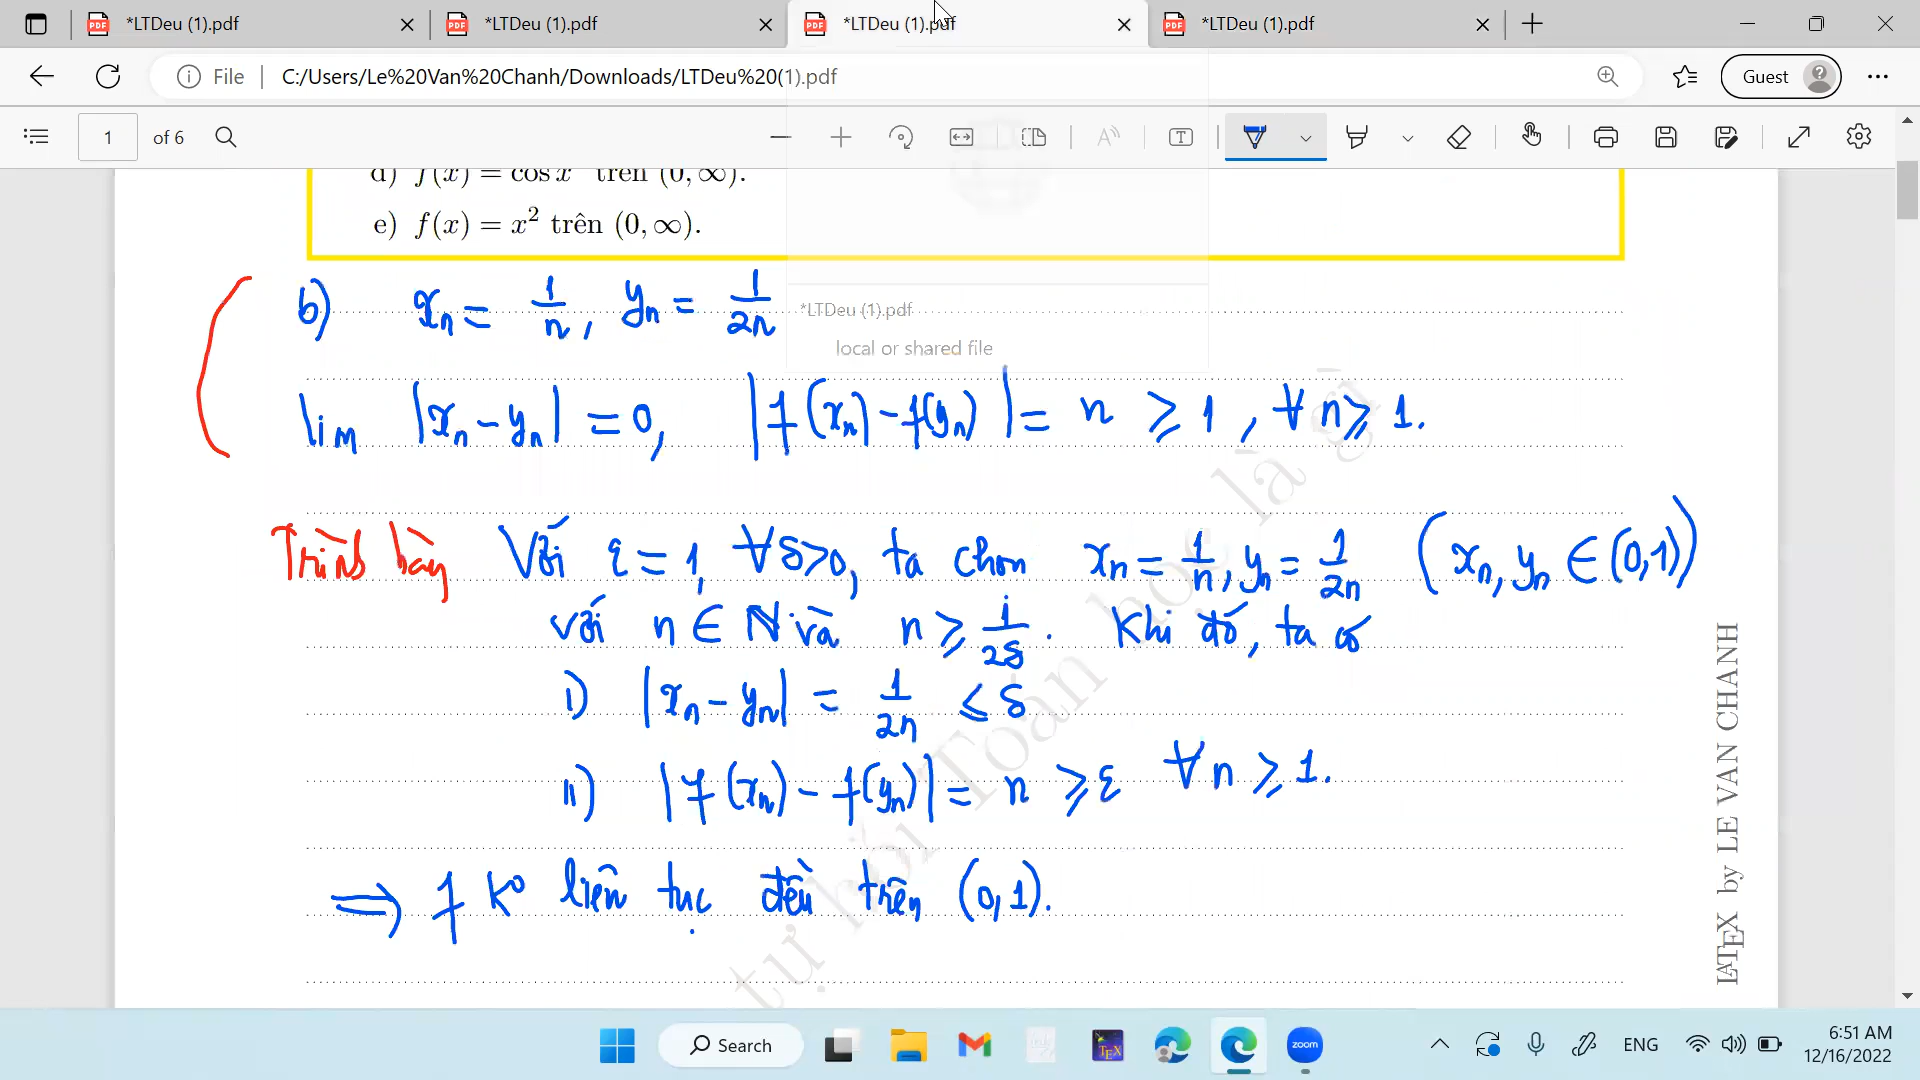 *LTDeu (1).pdf
*LTDeu (1).pdf
*LTDeu (1).pdf
*LTDeu (1).pdf
File
C:/Users/Le%20Van%20Chanh/Downloads/LTDeu%20(1).pdf
Guest
1 of 6
d) f(x) = cos x² trên (0, ∞).
e) f(x) = x² trên (0, ∞).
*LTDeu (1).pdf
local or shared file
b) xₙ = 1/n, yₙ = 1/2n
lim |xₙ - yₙ| = 0, |f(xₙ) - f(yₙ)| = n ≥ 1, ∀ n ≥ 1.
Trình bày Với ε = 1, ∀δ>0, ta chọn xₙ = 1/n, yₙ = 1/2n (xₙ, yₙ ∈ (0,1))
với n ∈ ℕ và n ≥ 1/2δ. Khi đó, ta có
i) |xₙ - yₙ| = 1/2n ≤ δ
ii) |f(xₙ) - f(yₙ)| = n ≥ ε ∀ n ≥ 1.
⟹ f ko liên tục đều trên (0,1).
LATEX by LE VAN CHANH
Search
ENG
6:51 AM
12/16/2022